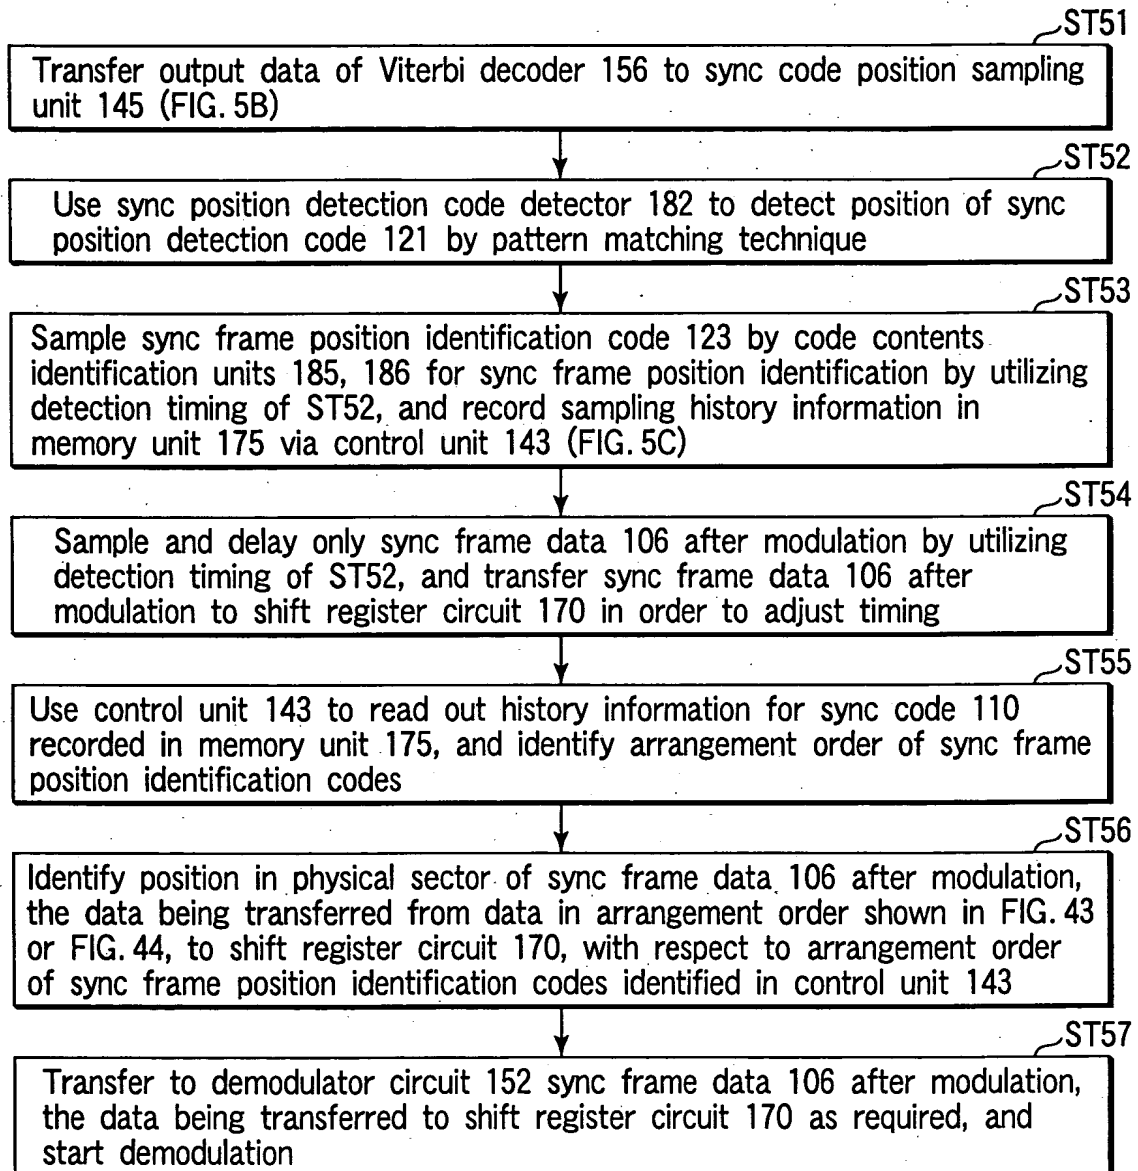 ST51
Transfer output data of Viterbi decoder 156 to sync code position sampling
unit 145 (FIG. 5B)
ST52
Use sync position detection code detector 182 to detect position of sync
position detection code 121 by pattern matching technique
ST53
Sample sync frame position identification code 123 by code contents
identification units 185, 186 for sync frame position identification by utilizing
detection timing of ST52, and record sampling history information in
memory unit 175 via control unit 143 (FIG. 5C)
ST54
Sample and delay only sync frame data 106 after modulation by utilizing
detection timing of ST52, and transfer sync frame data 106 after
modulation to shift register circuit 170 in order to adjust timing
ST55
Use control unit 143 to read out history information for sync code 110
recorded in memory unit 175, and identify arrangement order of sync frame
position identification codes
ST56
Identify position in physical sector of sync frame data 106 after modulation,
the data being transferred from data in arrangement order shown in FIG. 43
or FIG. 44, to shift register circuit 170, with respect to arrangement order
of sync frame position identification codes identified in control unit 143
ST57
Transfer to demodulator circuit 152 sync frame data 106 after modulation,
the data being transferred to shift register circuit 170 as required, and
start demodulation